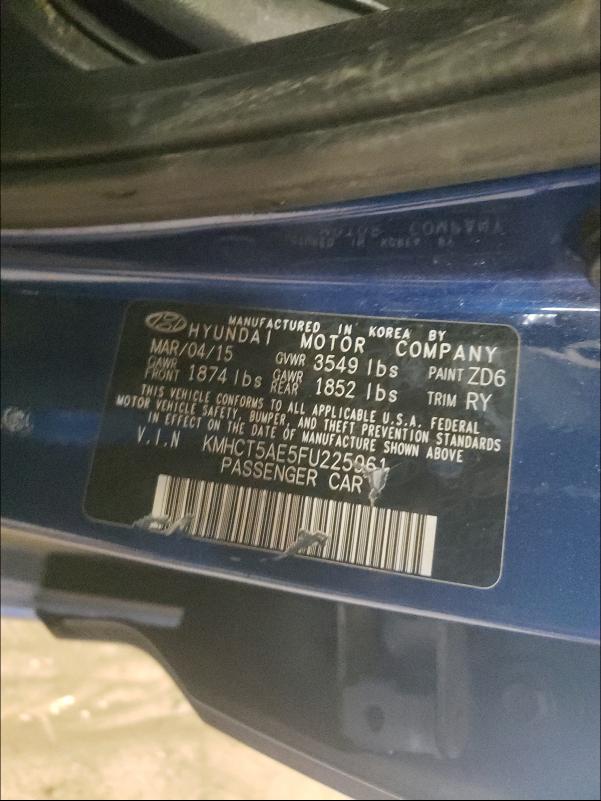 MANUFACTURED IN KOREA BY
HYUNDAI MOTOR COMPANY
MAR/04/15 GVWR 3549 lbs PAINT ZD6
GAWR FRONT 1874 lbs GAWR REAR 1852 lbs TRIM RY
THIS VEHICLE CONFORMS TO ALL APPLICABLE U.S.A. FEDERAL
MOTOR VEHICLE SAFETY, BUMPER, AND THEFT PREVENTION STANDARDS
IN EFFECT ON THE DATE OF MANUFACTURE SHOWN ABOVE
V.I.N KMHCT5AE5FU225961
PASSENGER CAR